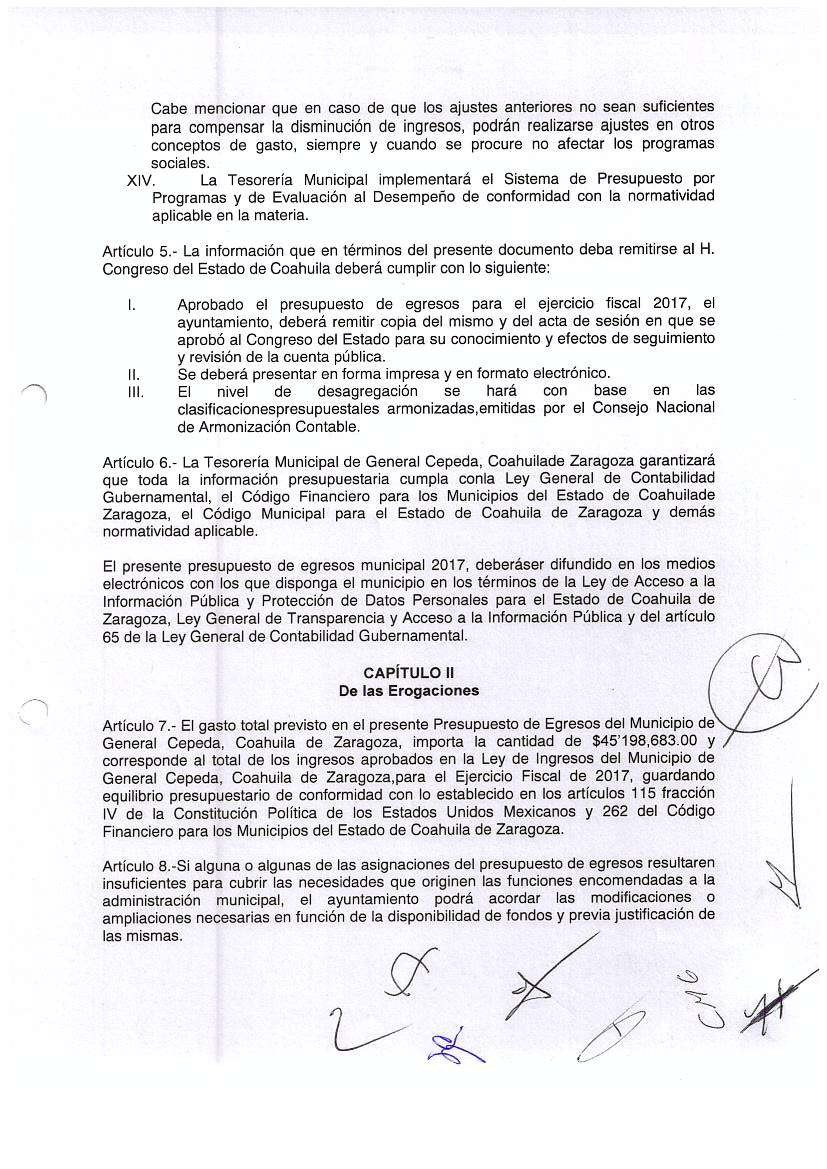 Cabe mencionar que en caso de que los ajustes anteriores no sean suficientes
para compensar la disminución de ingresos, podrán realizarse ajustes en otros
conceptos de gasto, siempre y cuando se procure no afectar los programas
sociales.
XIV. La Tesorería Municipal implementará el Sistema de Presupuesto por
Programas y de Evaluación al Desempeño de conformidad con la normatividad
aplicable en la materia.
Artículo 5.- La información que en términos del presente documento deba remitirse al H.
Congreso del Estado de Coahuila deberá cumplir con lo siguiente:
I. Aprobado el presupuesto de egresos para el ejercicio fiscal 2017, el
ayuntamiento, deberá remitir copia del mismo y del acta de sesión en que se
aprobó al Congreso del Estado para su conocimiento y efectos de seguimiento
y revisión de la cuenta pública.
II. Se deberá presentar en forma impresa y en formato electrónico.
III. El nivel de desagregación se hará con base en las
clasificacionespresupuestales armonizadas,emitidas por el Consejo Nacional
de Armonización Contable.
Artículo 6.- La Tesorería Municipal de General Cepeda, Coahuilade Zaragoza garantizará
que toda la información presupuestaria cumpla conla Ley General de Contabilidad
Gubernamental, el Código Financiero para los Municipios del Estado de Coahuilade
Zaragoza, el Código Municipal para el Estado de Coahuila de Zaragoza y demás
normatividad aplicable.
El presente presupuesto de egresos municipal 2017, deberáser difundido en los medios
electrónicos con los que disponga el municipio en los términos de la Ley de Acceso a la
Información Pública y Protección de Datos Personales para el Estado de Coahuila de
Zaragoza, Ley General de Transparencia y Acceso a la Información Pública y del artículo
65 de la Ley General de Contabilidad Gubernamental.
CAPÍTULO II
De las Erogaciones
Artículo 7.- El gasto total previsto en el presente Presupuesto de Egresos del Municipio de
General Cepeda, Coahuila de Zaragoza, importa la cantidad de $45'198,683.00 y
corresponde al total de los ingresos aprobados en la Ley de Ingresos del Municipio de
General Cepeda, Coahuila de Zaragoza,para el Ejercicio Fiscal de 2017, guardando
equilibrio presupuestario de conformidad con lo establecido en los artículos 115 fracción
IV de la Constitución Política de los Estados Unidos Mexicanos y 262 del Código
Financiero para los Municipios del Estado de Coahuila de Zaragoza.
Artículo 8.-Si alguna o algunas de las asignaciones del presupuesto de egresos resultaren
insuficientes para cubrir las necesidades que originen las funciones encomendadas a la
administración municipal, el ayuntamiento podrá acordar las modificaciones o
ampliaciones necesarias en función de la disponibilidad de fondos y previa justificación de
las mismas.